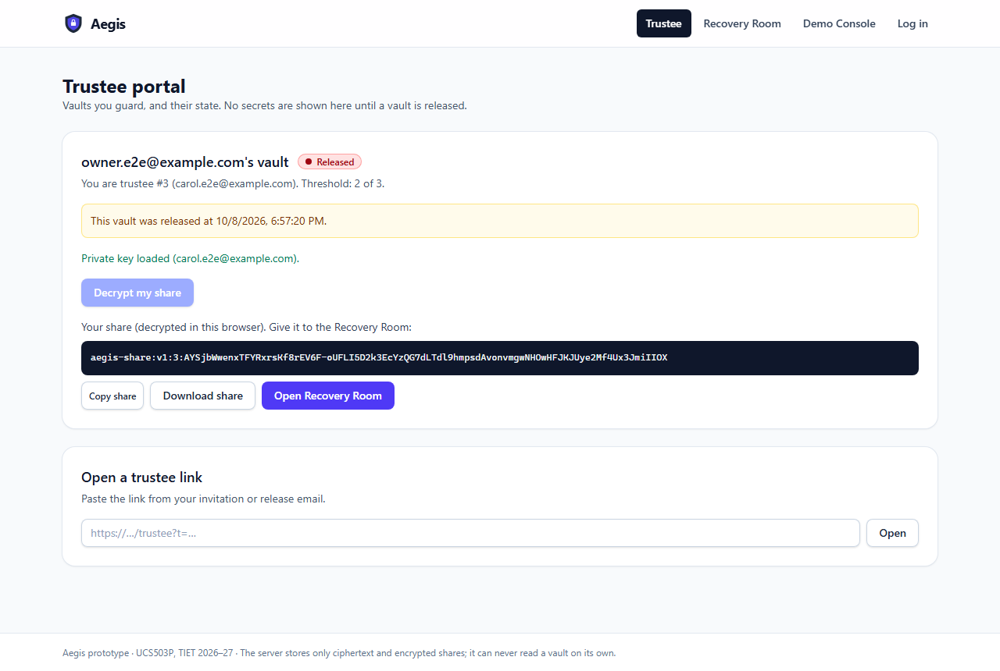 Aegis
Trustee
Recovery Room
Demo Console
Log in
Trustee portal
Vaults you guard, and their state. No secrets are shown here until a vault is released.
owner.e2e@example.com's vault
Released
You are trustee #3 (carol.e2e@example.com). Threshold: 2 of 3.
This vault was released at 10/8/2026, 6:57:20 PM.
Private key loaded (carol.e2e@example.com).
Decrypt my share
Your share (decrypted in this browser). Give it to the Recovery Room:
aegis-share:v1:3:AYSjbWwenxTFYRxrsKf8rEV6F-oUFLI5D2k3EcYzQG7dLTdl9hmpsdAvonvmgwNHOwHFJKJUye2Mf4Ux3JmiIIOX
Copy share
Download share
Open Recovery Room
Open a trustee link
Paste the link from your invitation or release email.
https://.../trustee?t=...
Open
Aegis prototype · UCS503P, TIET 2026–27 · The server stores only ciphertext and encrypted shares; it can never read a vault on its own.